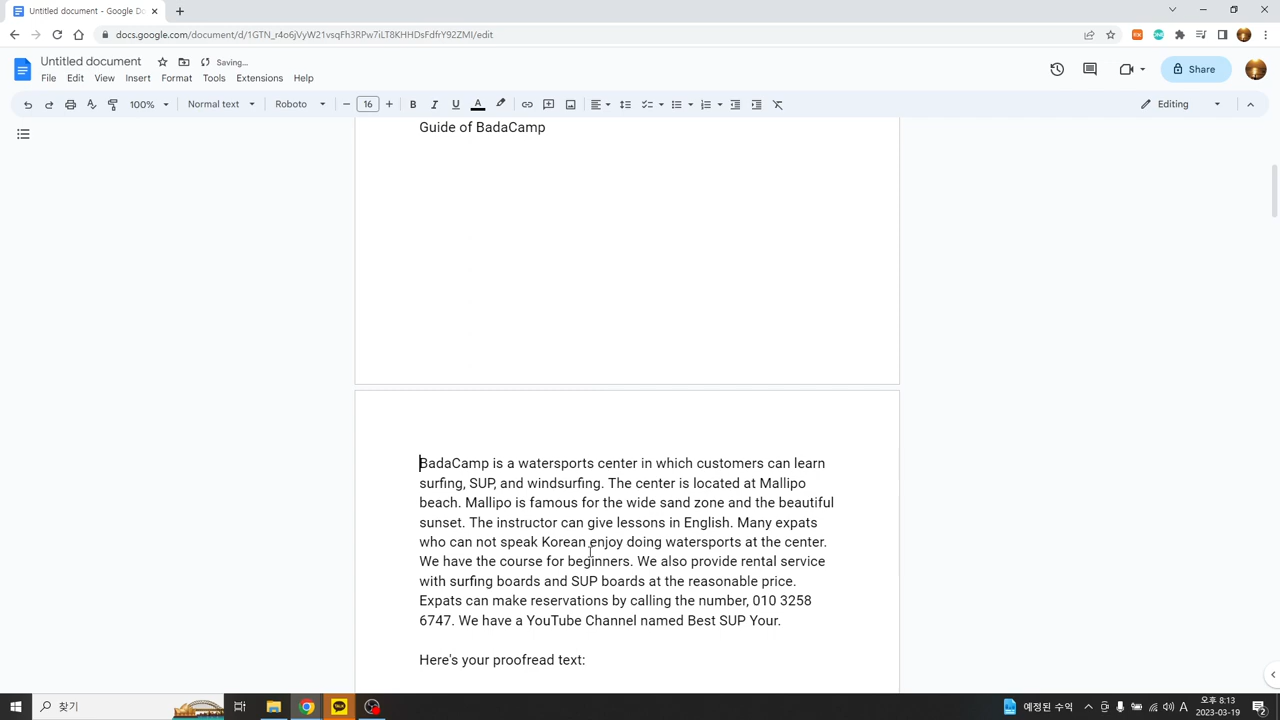 Untitled document - Google Do
docs.google.com/document/d/1GTN_r4o6jVyW21vsqFh3RPw7iLT8KHHDsFdfrY92ZMI/edit
Untitled document
Saving...
File Edit View Insert Format Tools Extensions Help
Share
100% Normal text Roboto 16 B I U A Editing
Guide of BadaCamp
BadaCamp is a watersports center in which customers can learn
surfing, SUP, and windsurfing. The center is located at Mallipo
beach. Mallipo is famous for the wide sand zone and the beautiful
sunset. The instructor can give lessons in English. Many expats
who can not speak Korean enjoy doing watersports at the center.
We have the course for beginners. We also provide rental service
with surfing boards and SUP boards at the reasonable price.
Expats can make reservations by calling the number, 010 3258
6747. We have a YouTube Channel named Best SUP Your.
Here's your proofread text:
찾기
예정된 수익
A
오후 8:13
2023-03-19